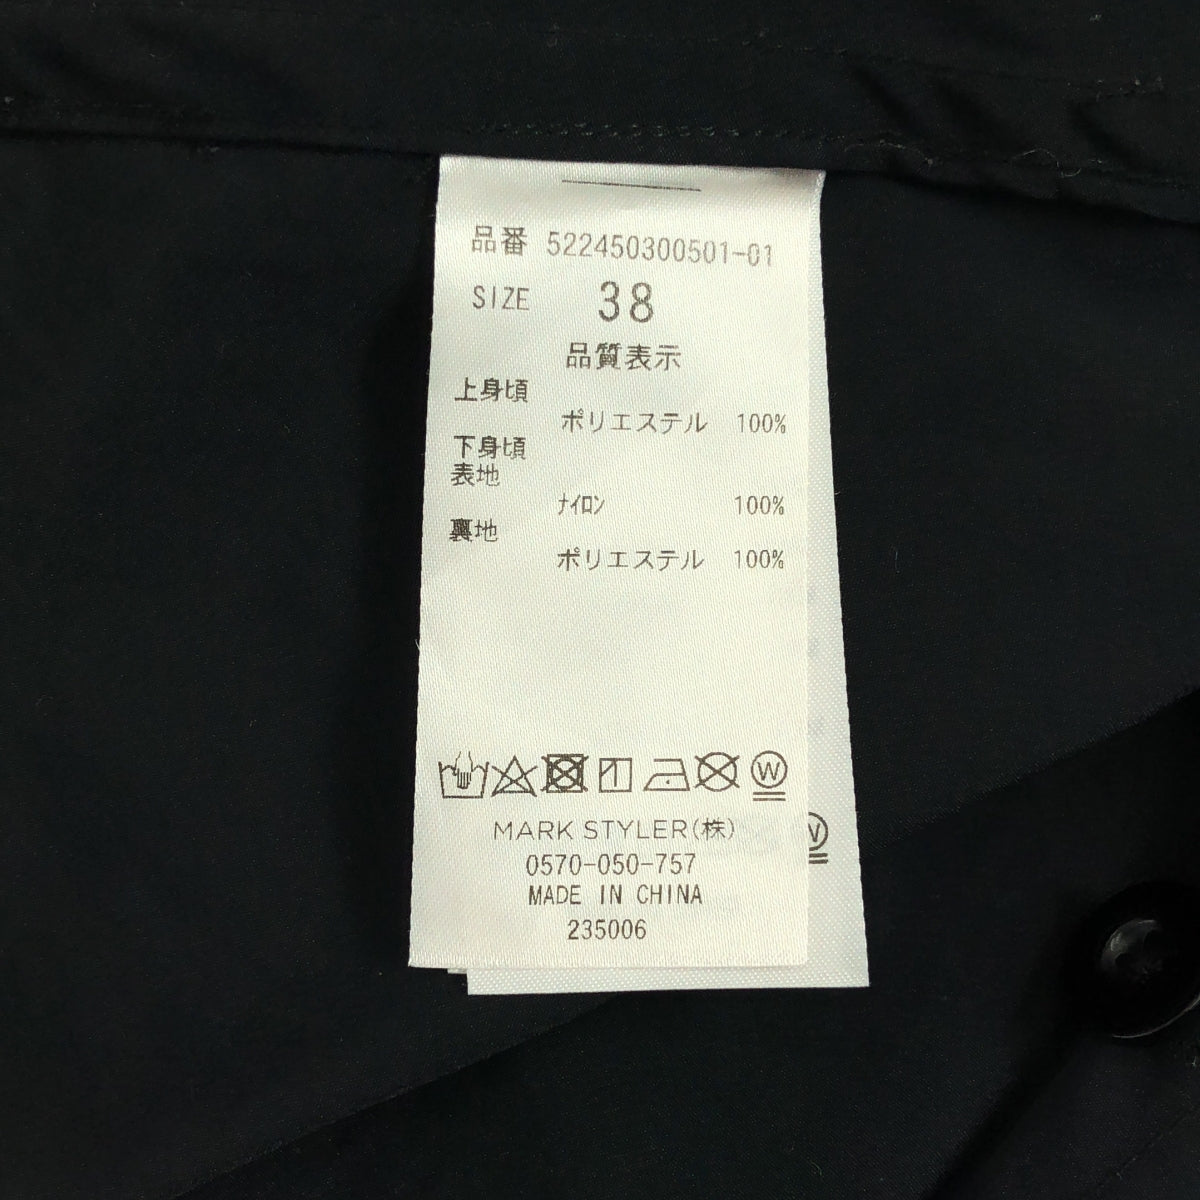 品番 522450300501-01
SIZE 38
品質表示
上身頃
ポリエステル 100%
下身頃
表地
ナイロン 100%
裏地
ポリエステル 100%
W
MARK STYLER(株)
W
0570-050-757
MADE IN CHINA
235006